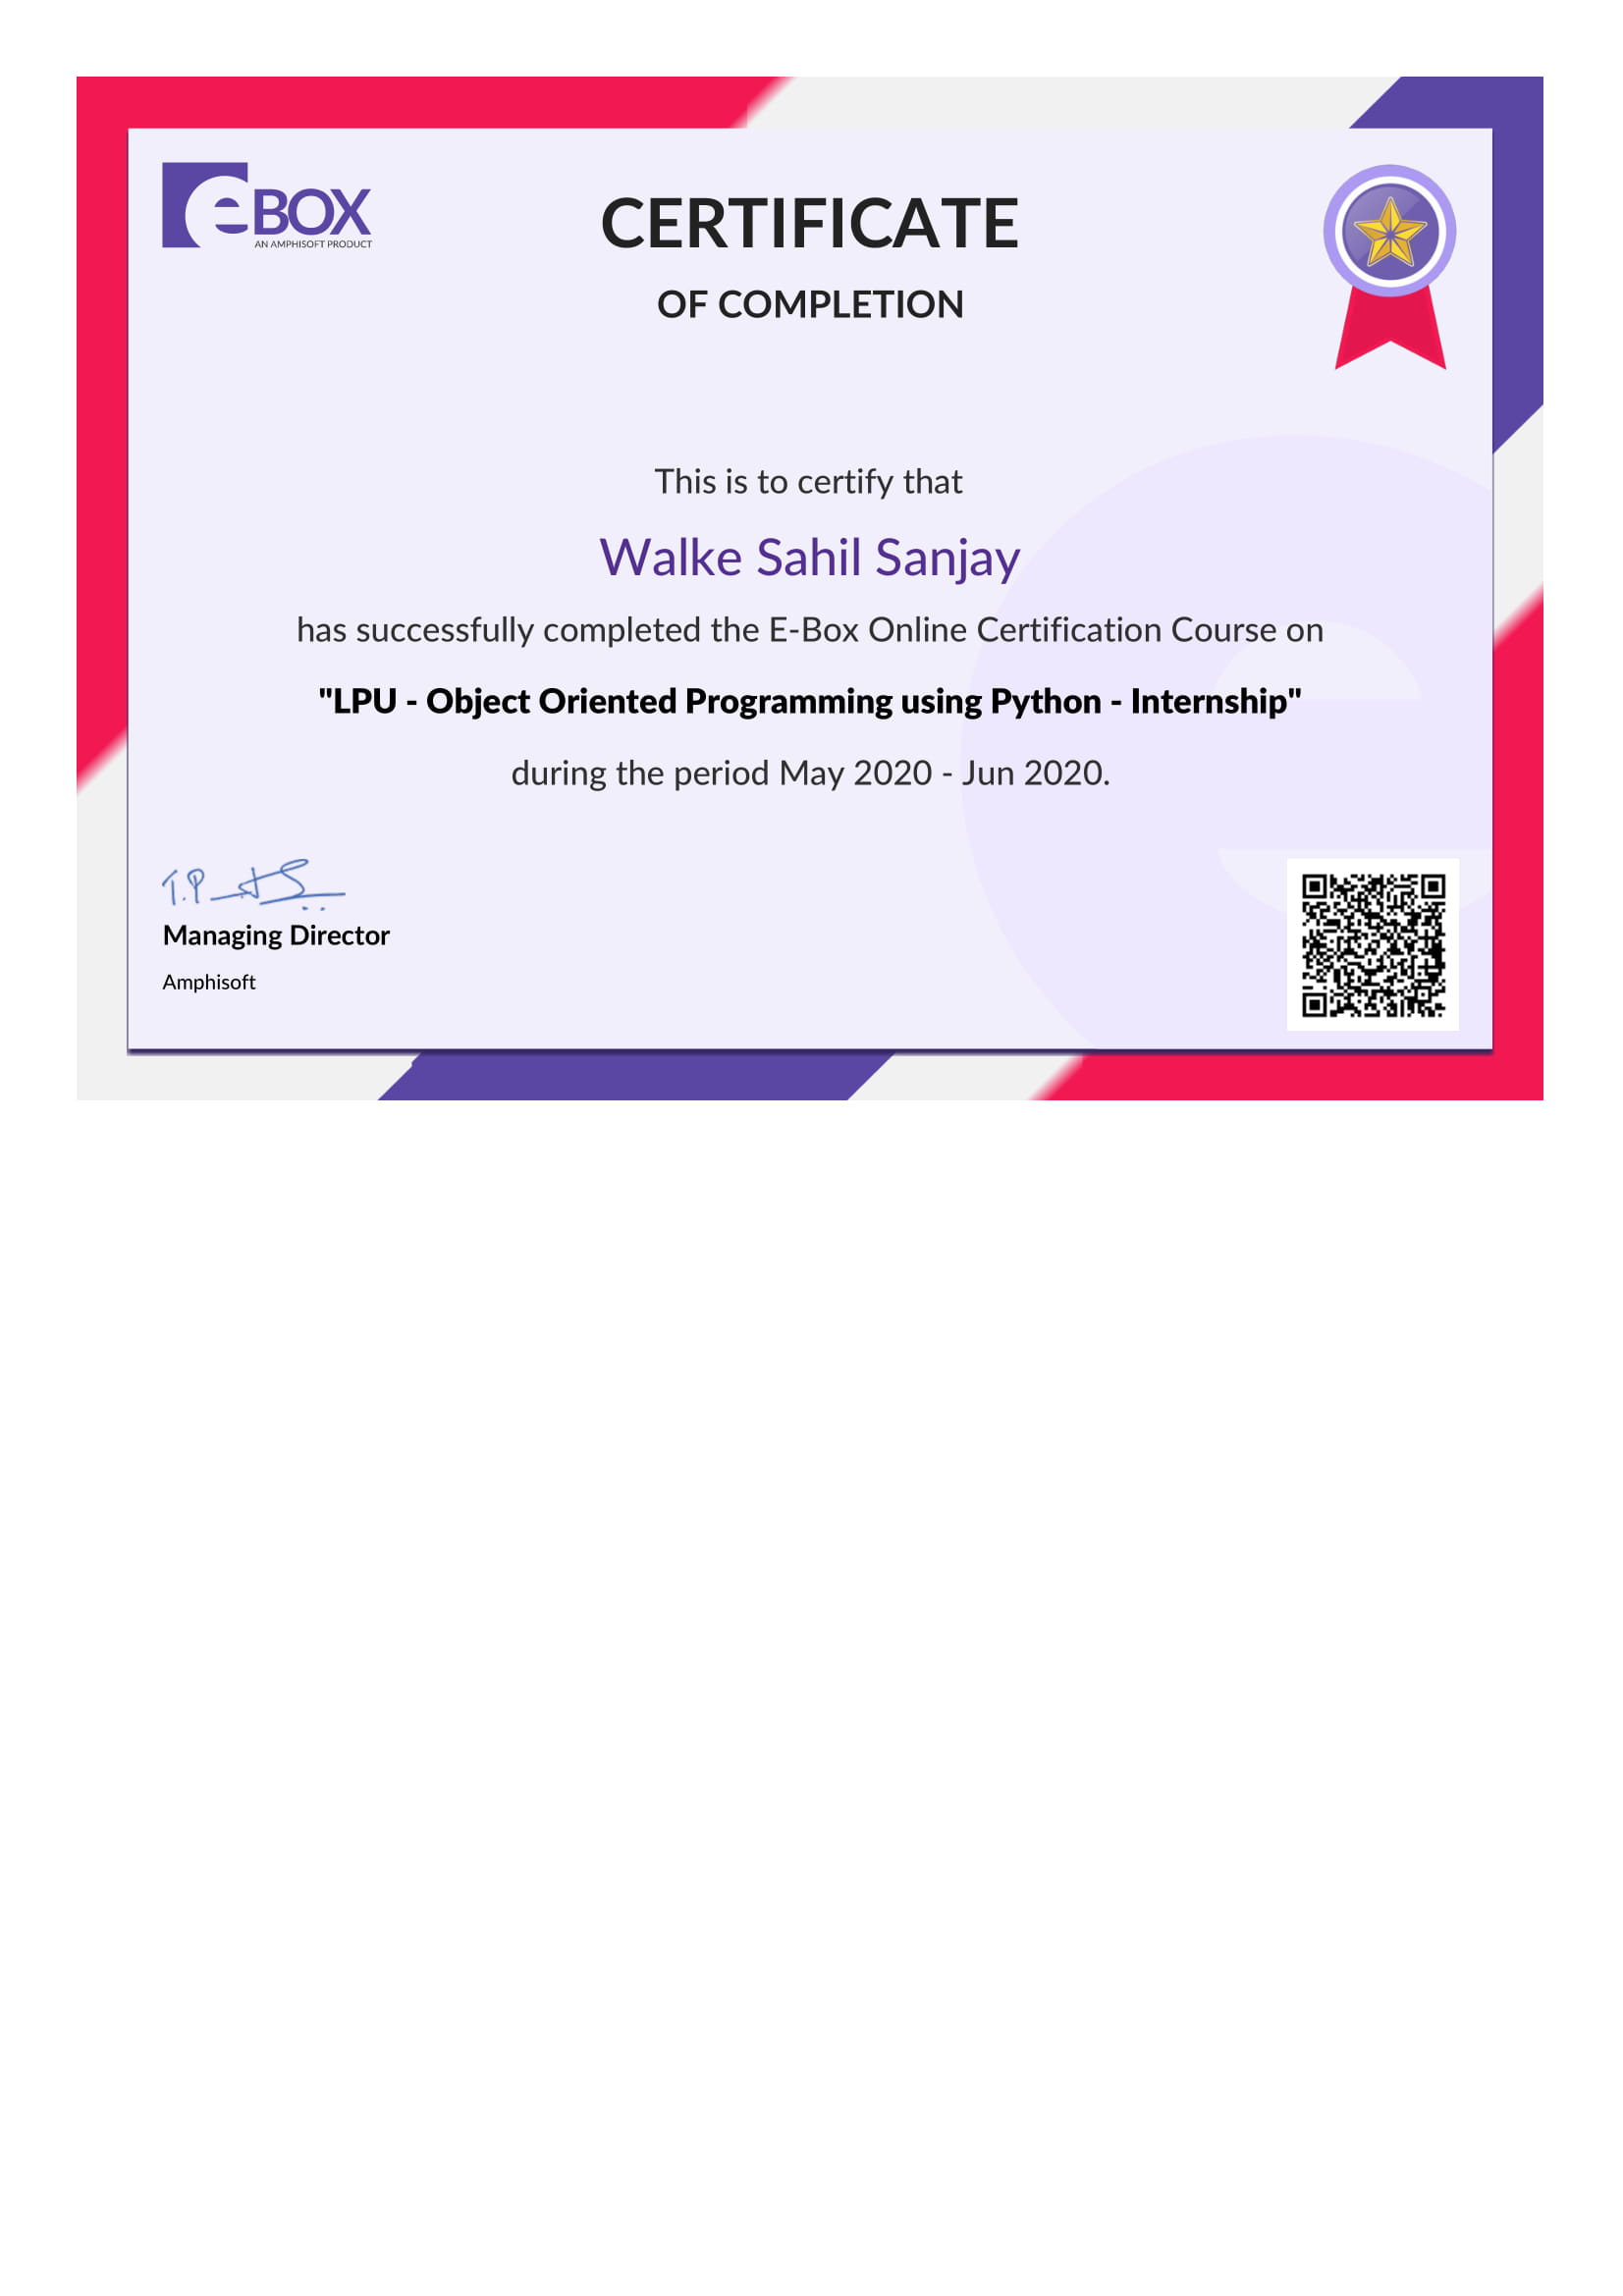 eBOX
AN AMPHISOFT PRODUCT
CERTIFICATE
OF COMPLETION
This is to certify that
Walke Sahil Sanjay
has successfully completed the E-Box Online Certification Course on
"LPU - Object Oriented Programming using Python - Internship"
during the period May 2020 - Jun 2020.
T.P
Managing Director
Amphisoft